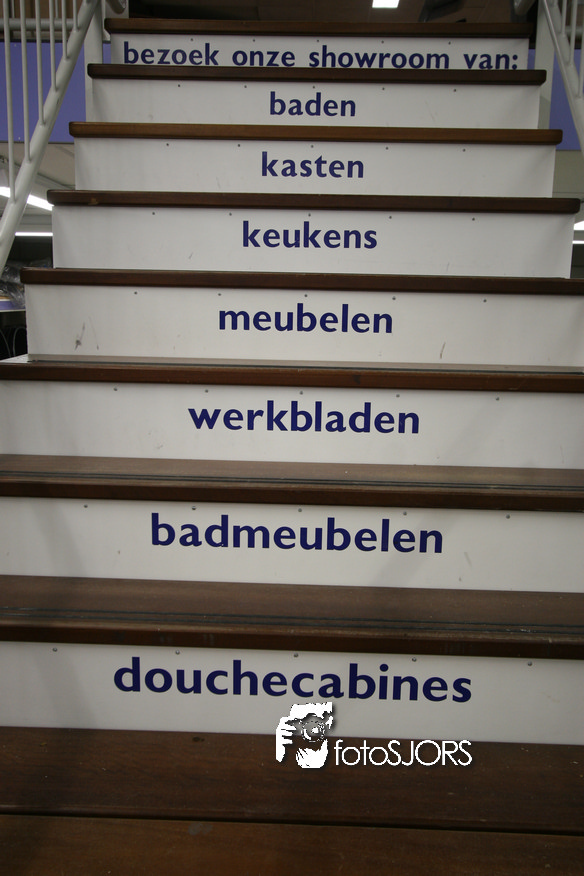 bezoek onze showroom van:
baden
kasten
keukens
meubelen
werkbladen
badmeubelen
douchecabines
fotoSJORS